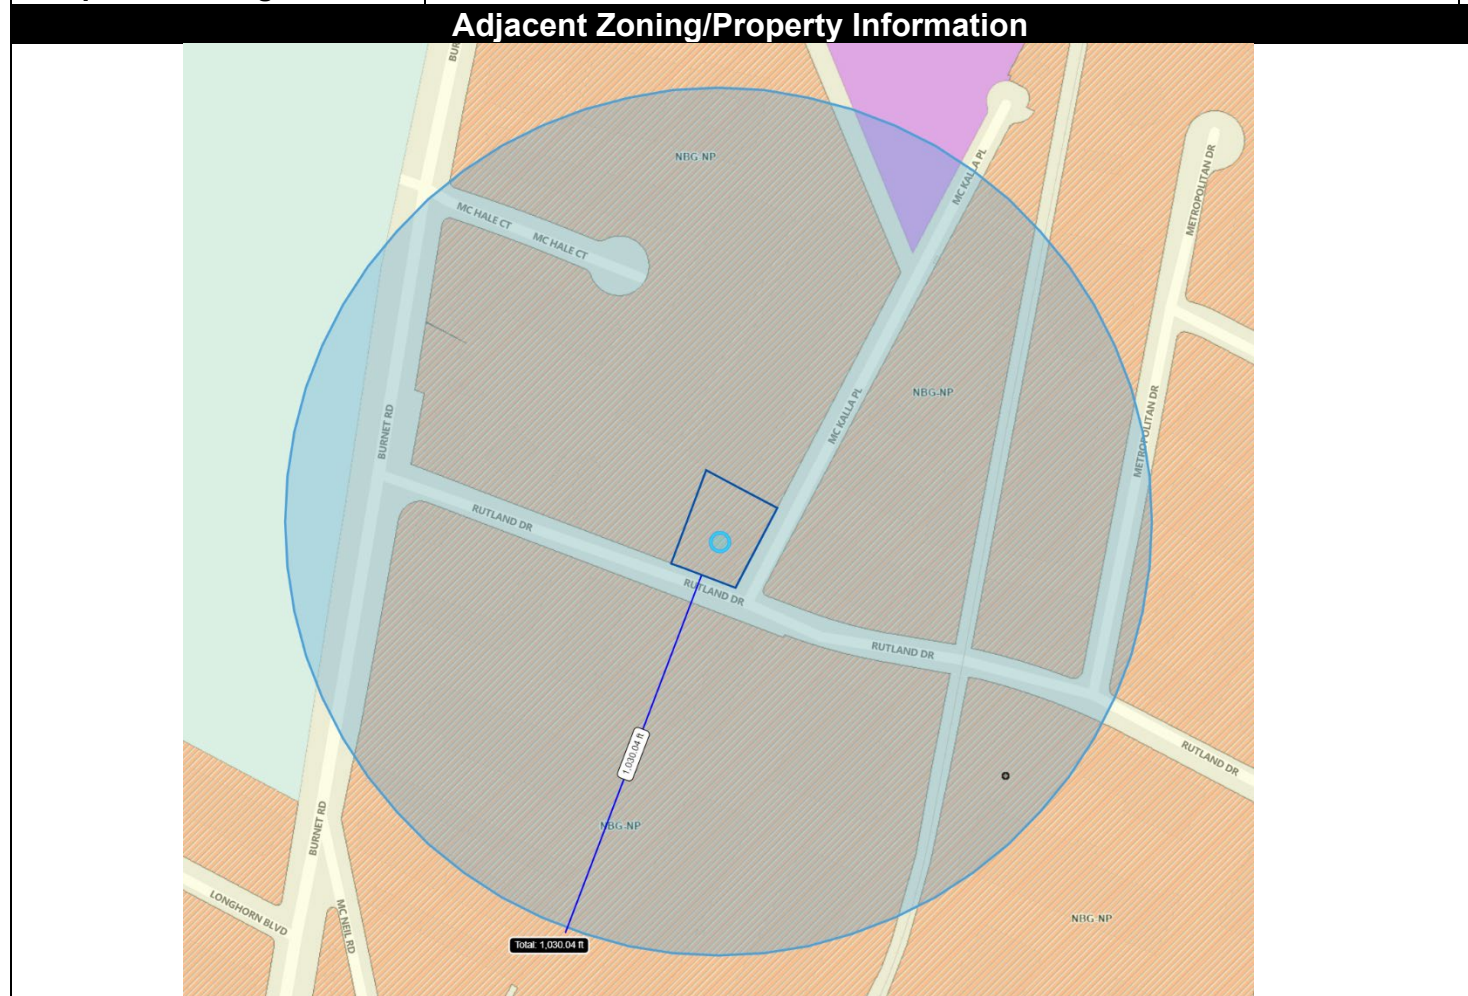 Adjacent Zoning/Property Information
BUR
NBG-NP
MC KALLA PL
METROPOLITAN DR
MC HALE CT
MC HALE CT
NBG-NP
MC KALLA PL
METROPOLITAN DR
BURNET RD
RUTLAND DR
RUTLAND DR
RUTLAND DR
RUTLAND DR
1,030.04 ft
NBG-NP
BURNET RD
LONGHORN BLVD
MC NEIL RD
NBG-NP
Total: 1,030.04 ft